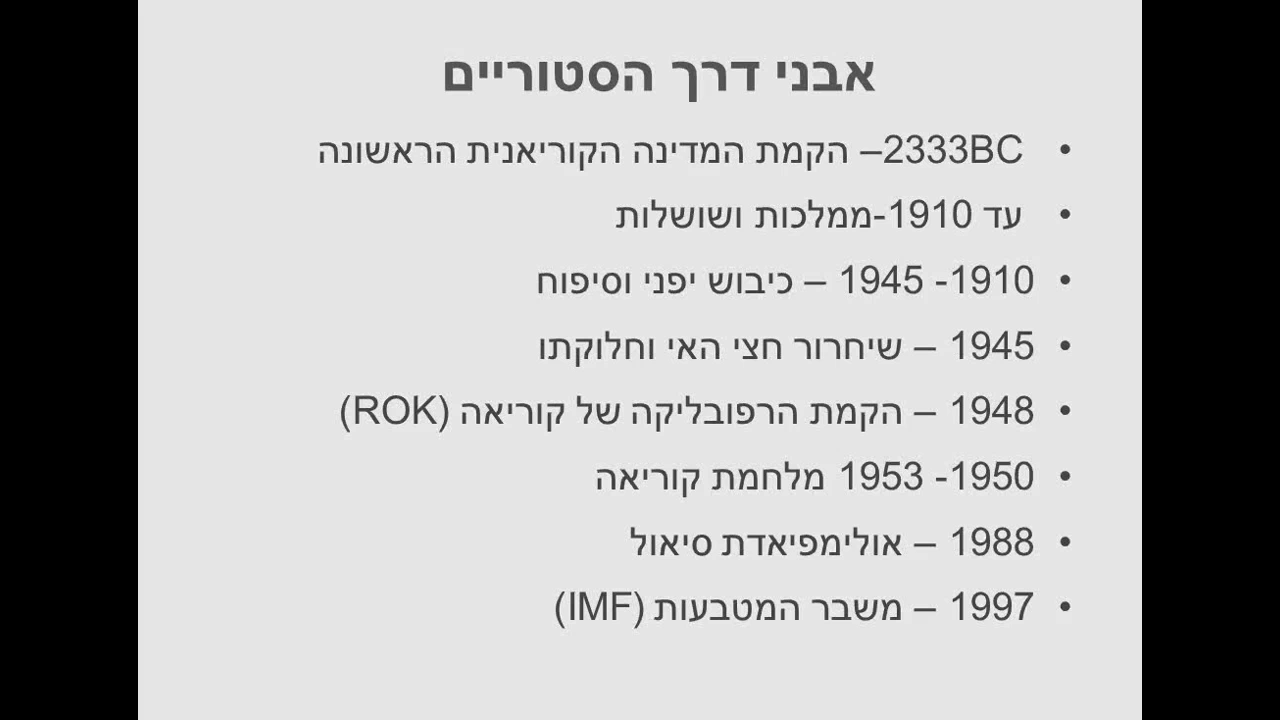 אבני דרך הסטוריים
• 2333BC– הקמת המדינה הקוריאנית הראשונה
• עד 1910-ממלכות ושושלות
• 1910- 1945 – כיבוש יפני וסיפוח
• 1945 – שיחרור חצי האי וחלוקתו
• 1948 – הקמת הרפובליקה של קוריאה (ROK)
• 1950- 1953 מלחמת קוריאה
• 1988 – אולימפיאדת סיאול
• 1997 – משבר המטבעות (IMF)